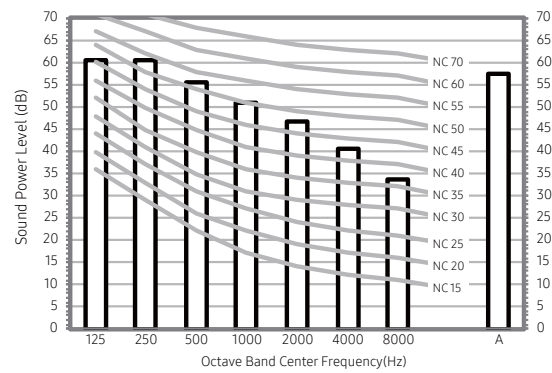 Sound Power Level (dB)
70 70
65 65
60 60
55 55
50 50
45 45
40 40
35 35
30 30
25 25
20 20
15 15
10 10
5 5
0 0
NC 70
NC 60
NC 55
NC 50
NC 45
NC 40
NC 35
NC 30
NC 25
NC 20
NC 15
125 250 500 1000 2000 4000 8000 A
Octave Band Center Frequency(Hz)